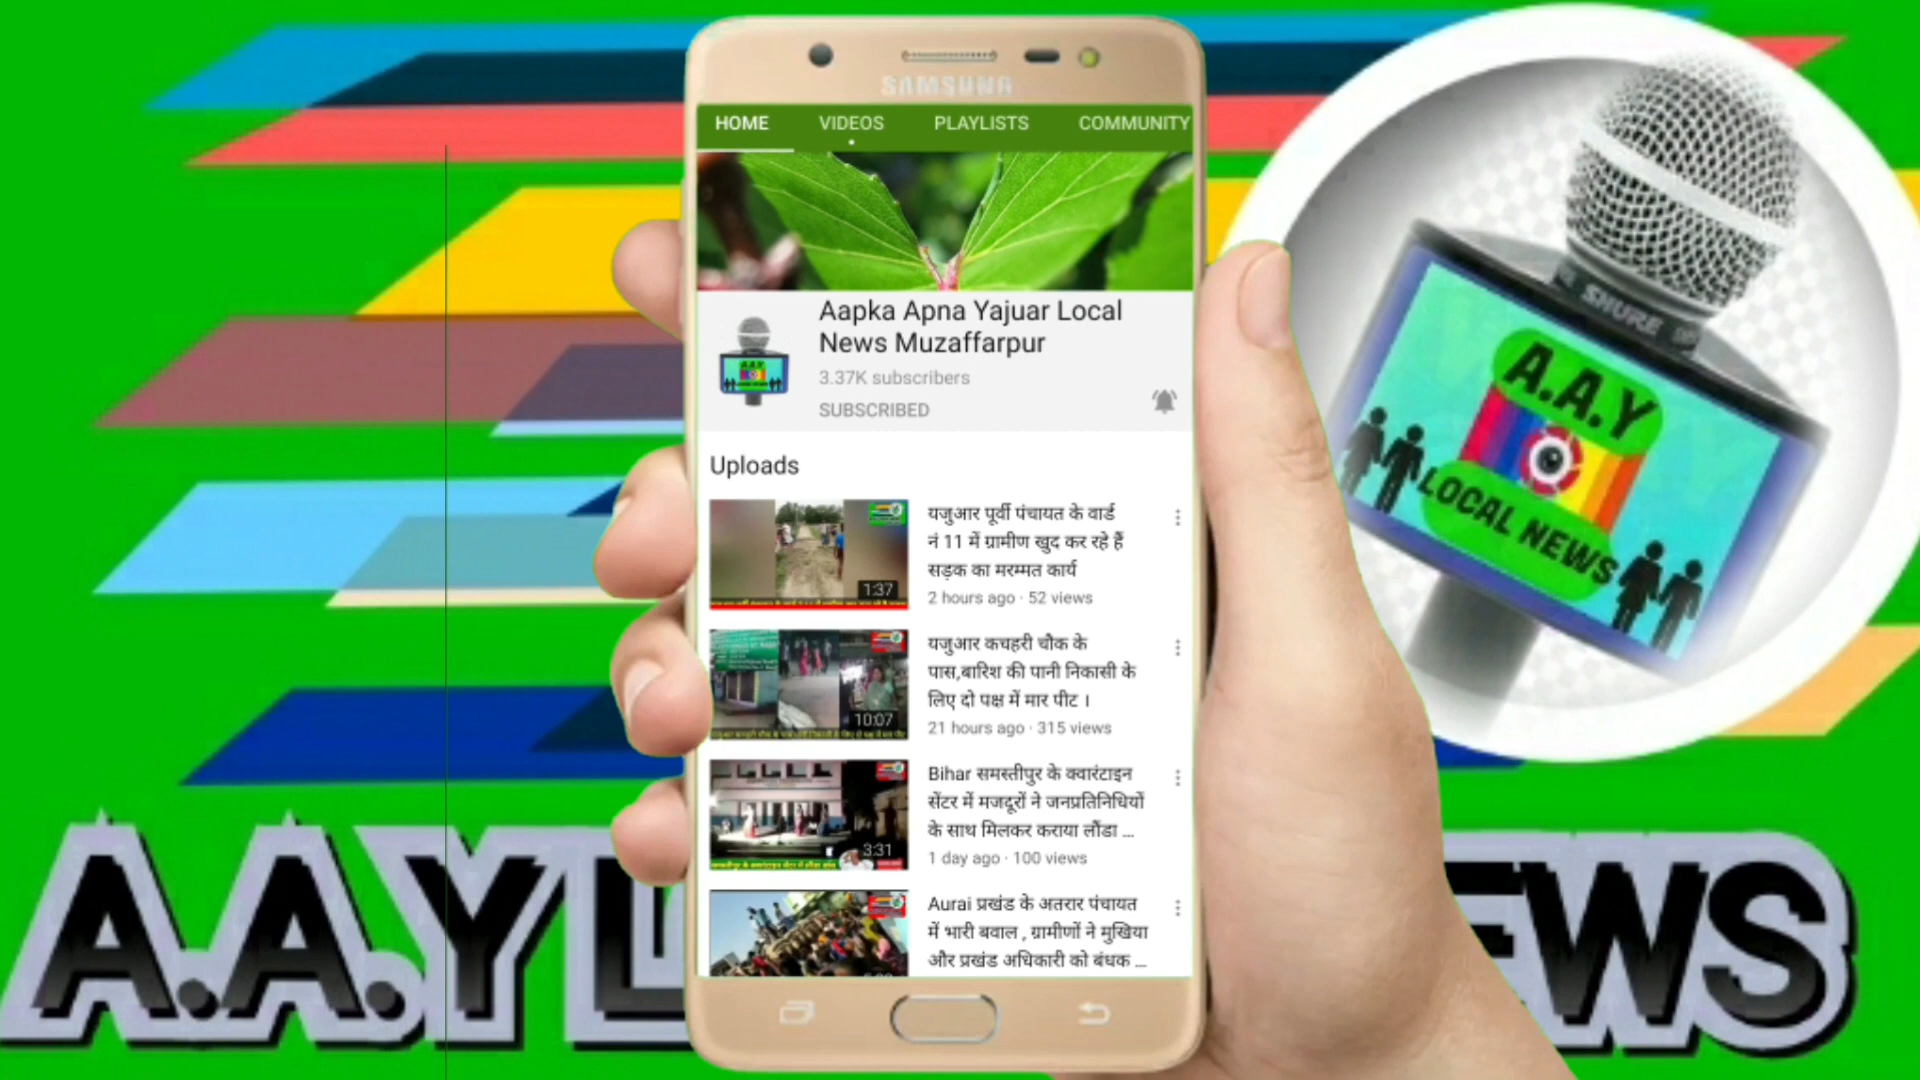 SAMSUNG
HOME VIDEOS PLAYLISTS COMMUNITY
Aapka Apna Yajuar Local
News Muzaffarpur
3.37K subscribers
SUBSCRIBED
Uploads
यजुआर पूर्वी पंचायत के वार्ड
नं 11 में ग्रामीण खुद कर रहे हैं
सड़क का मरम्मत कार्य
2 hours ago · 52 views
1:37
यजुआर कचहरी चौक के
पास,बारिश की पानी निकासी के
लिए दो पक्ष में मार पीट ।
21 hours ago · 315 views
10:07
Bihar समस्तीपुर के क्वारंटाइन
सेंटर में मजदूरों ने जनप्रतिनिधियों
के साथ मिलकर कराया लौंडा ...
1 day ago · 100 views
3:31
Aurai प्रखंड के अतरार पंचायत
में भारी बवाल , ग्रामीणों ने मुखिया
और प्रखंड अधिकारी को बंधक ...
SHURE
A.A.Y
LOCAL NEWS
A.A.Y L EWS